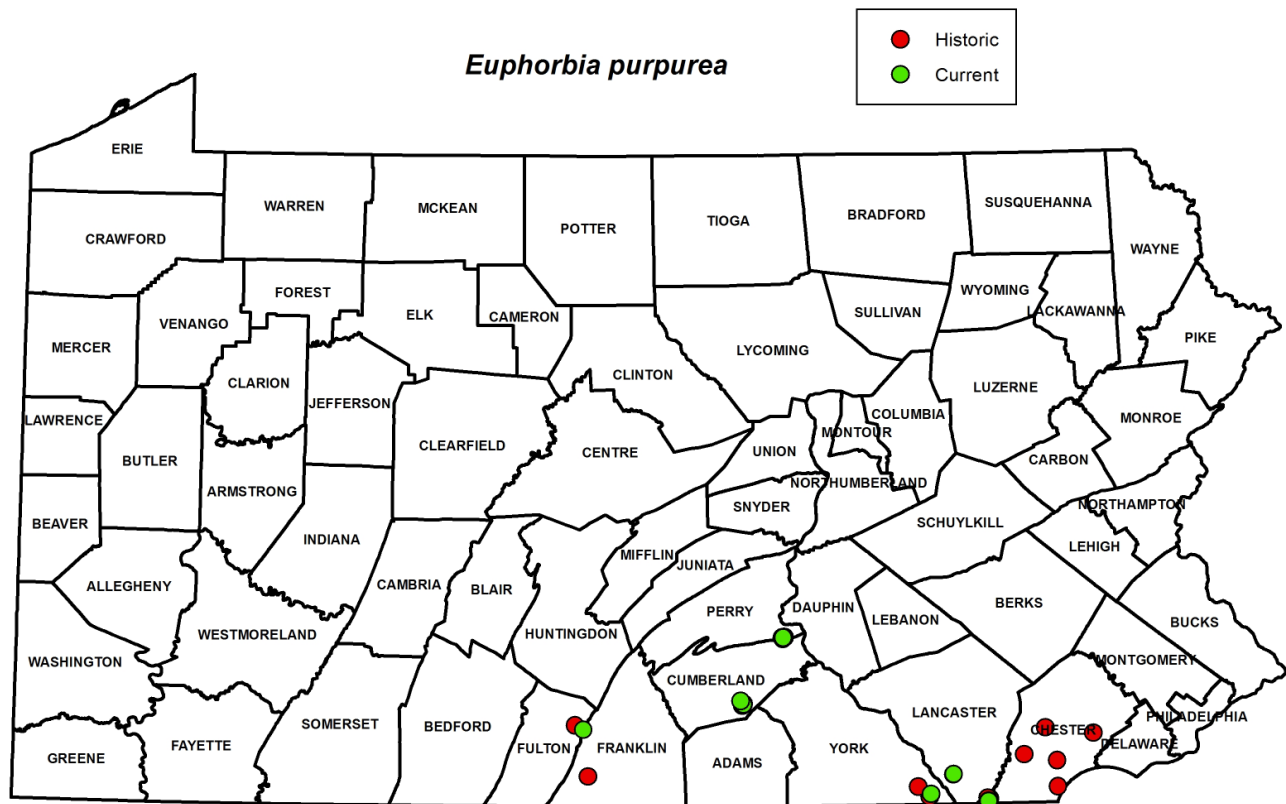 Euphorbia purpurea
Historic
Current
ERIE
WARREN
MCKEAN
POTTER
TIOGA
BRADFORD
SUSQUEHANNA
WAYNE
CRAWFORD
FOREST
ELK
CAMERON
SULLIVAN
WYOMING
LACKAWANNA
VENANGO
PIKE
MERCER
LYCOMING
CLINTON
CLARION
JEFFERSON
LUZERNE
LAWRENCE
COLUMBIA
MONROE
MONTOUR
CLEARFIELD
CENTRE
UNION
BUTLER
CARBON
ARMSTRONG
NORTHUMBERLAND
SNYDER
NORTHAMPTON
BEAVER
SCHUYLKILL
INDIANA
MIFFLIN
LEHIGH
JUNIATA
ALLEGHENY
CAMBRIA
BLAIR
PERRY
DAUPHIN
LEBANON
BERKS
BUCKS
WESTMORELAND
HUNTINGDON
WASHINGTON
MONTGOMERY
CUMBERLAND
LANCASTER
PHILADELPHIA
SOMERSET
BEDFORD
CHESTER
FAYETTE
FULTON
FRANKLIN
YORK
DELAWARE
GREENE
ADAMS